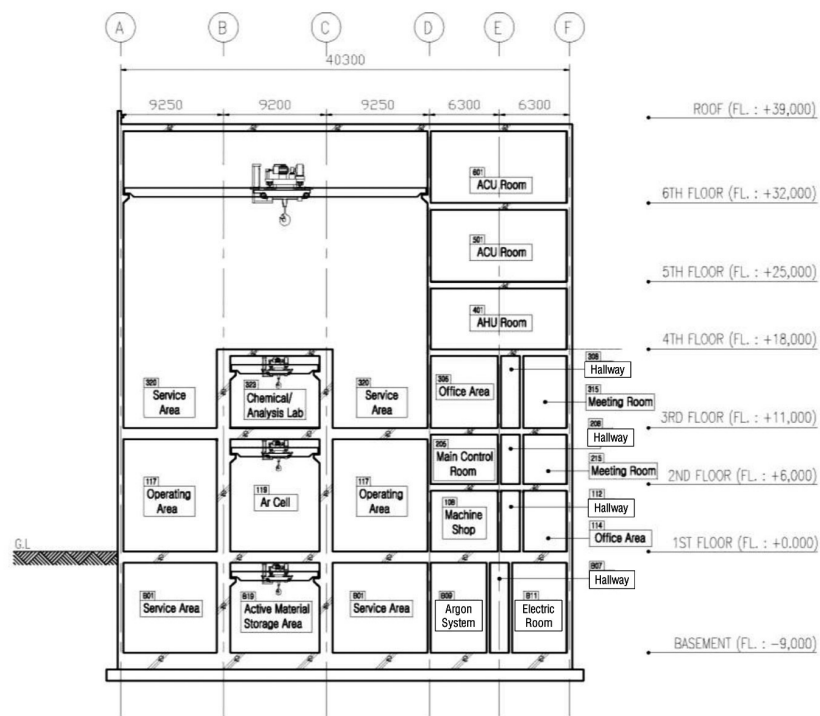 A B C D E F
40300
9250 9200 9250 6300 6300
ROOF (FL. : +39,000)
601
ACU Room
6TH FLOOR (FL. : +32,000)
501
ACU Room
5TH FLOOR (FL. : +25,000)
401
AHU Room
4TH FLOOR (FL. : +18,000)
308
Hallway
320
Service
Area
323
Chemical/
Analysis Lab
320
Service
Area
306
Office Area
315
Meeting Room
3RD FLOOR (FL. : +11,000)
208
Hallway
205
Main Control
Room
215
Meeting Room
2ND FLOOR (FL. : +6,000)
117
Operating
Area
119
Ar Cell
117
Operating
Area
108
Machine
Shop
112
Hallway
114
Office Area
1ST FLOOR (FL. : +0.000)
G.L
B07
Hallway
B01
Service Area
B19
Active Material
Storage Area
B01
Service Area
B09
Argon
System
B11
Electric
Room
BASEMENT (FL. : -9,000)